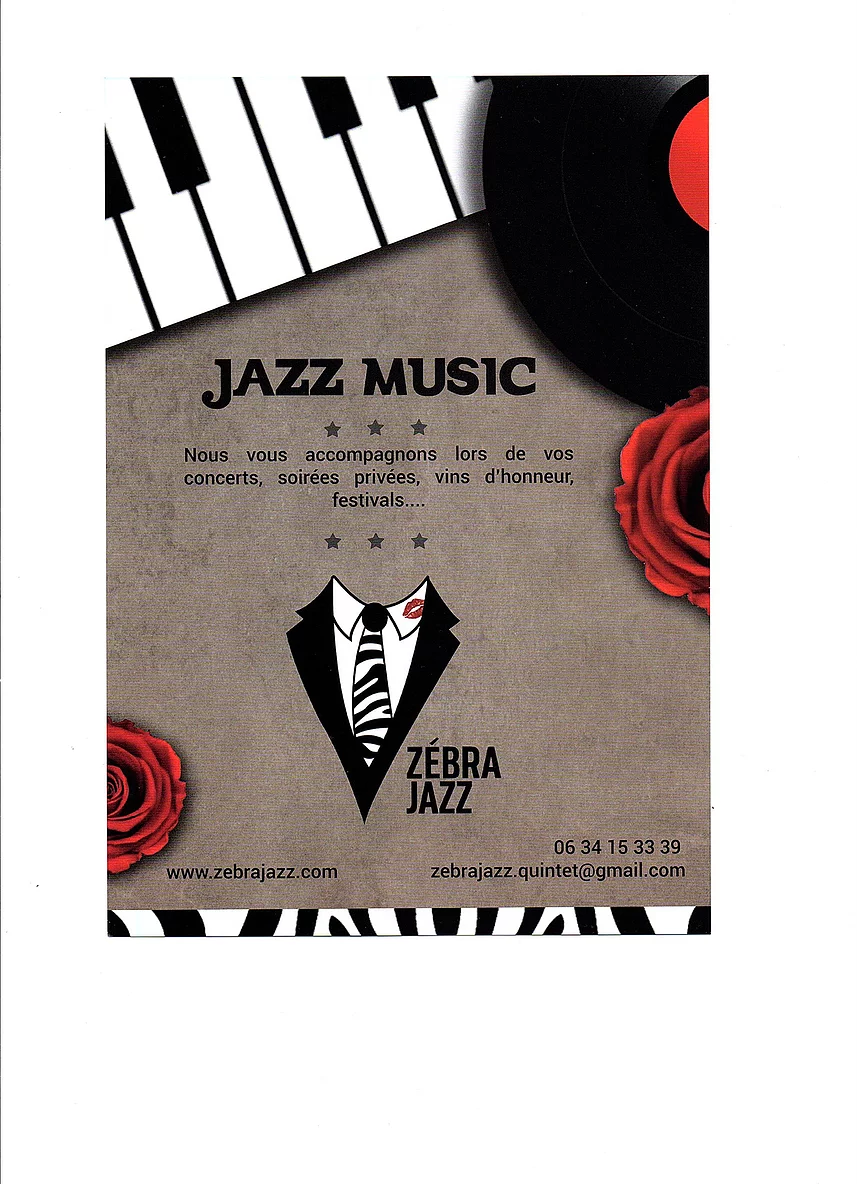 JAZZ MUSIC
Nous vous accompagnons lors de vos
concerts, soirées privées, vins d'honneur,
festivals....
ZÉBRA
JAZZ
06 34 15 33 39
www.zebrajazz.com zebrajazz.quintet@gmail.com